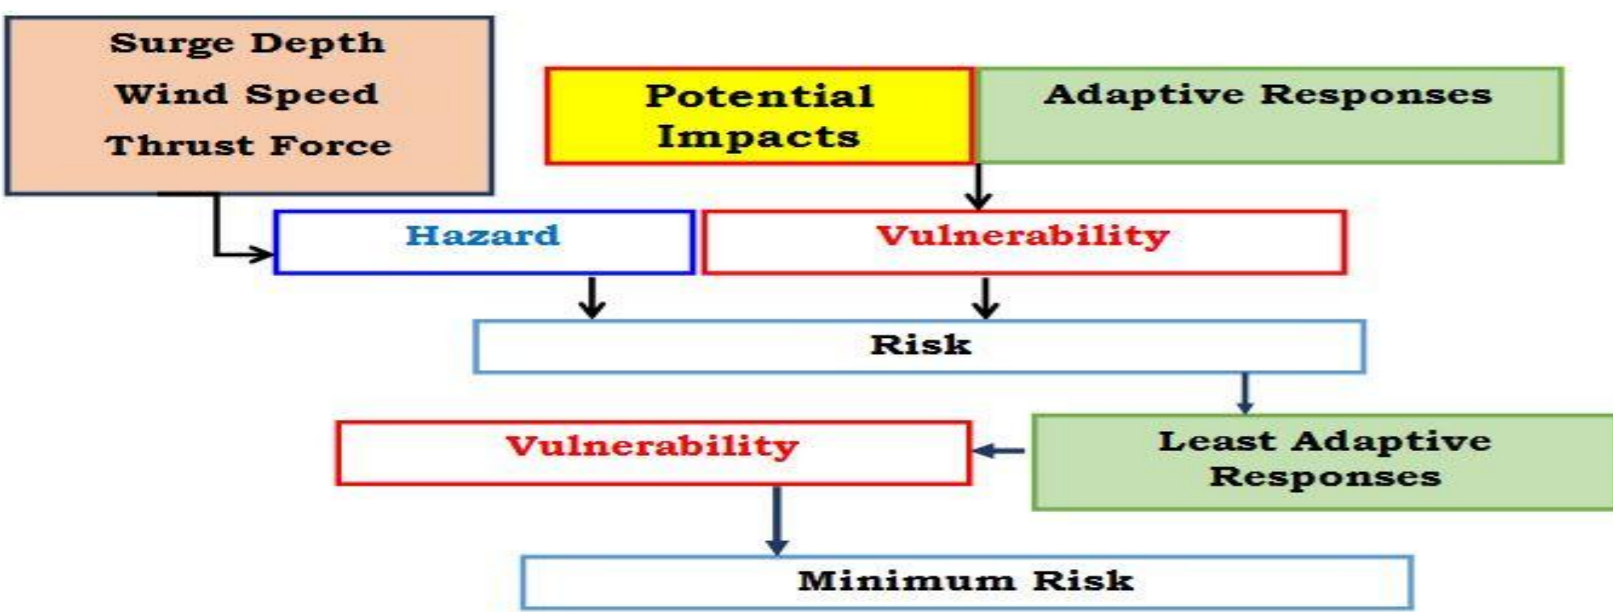 Surge Depth
Wind Speed
Thrust Force
Potential
Impacts
Adaptive Responses
Hazard
Vulnerability
Risk
Vulnerability
Least Adaptive
Responses
Minimum Risk